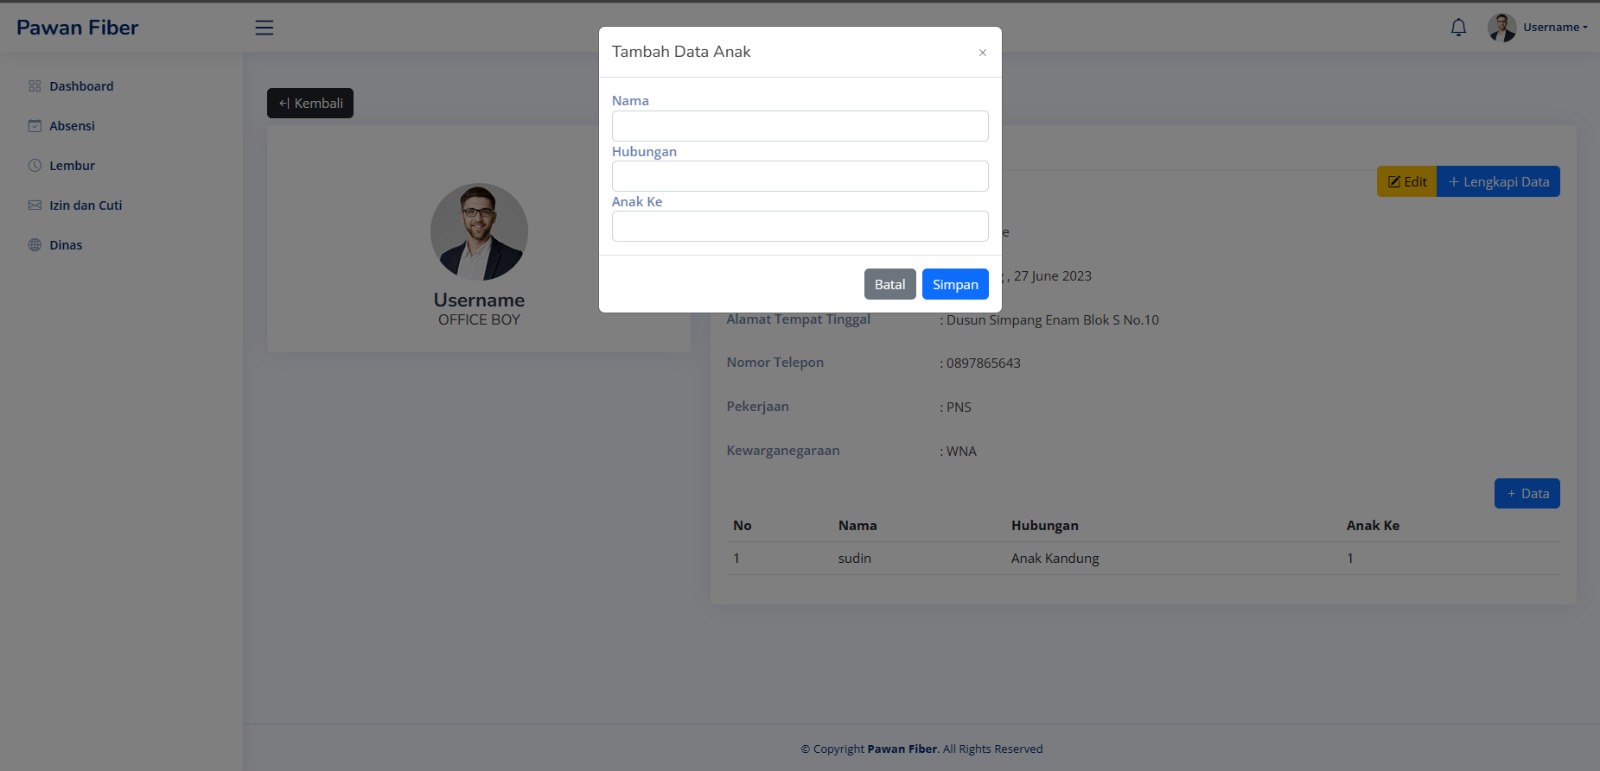 Pawan Fiber
Username
Dashboard
Absensi
Lembur
Izin dan Cuti
Dinas
Kembali
Username
OFFICE BOY
Tambah Data Anak
×
Nama
Hubungan
Anak Ke
Batal Simpan
Edit + Lengkapi Data
, 27 June 2023
Alamat Tempat Tinggal : Dusun Simpang Enam Blok S No.10
Nomor Telepon : 0897865643
Pekerjaan : PNS
Kewarganegaraan : WNA
+ Data
No Nama Hubungan Anak Ke
1 sudin Anak Kandung 1
© Copyright Pawan Fiber. All Rights Reserved